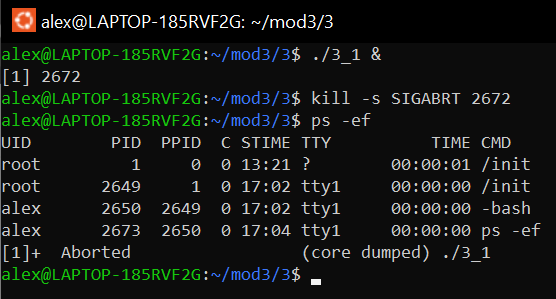 alex@LAPTOP-185RVF2G: ~/mod3/3
alex@LAPTOP-185RVF2G:~/mod3/3$ ./3_1 &
[1] 2672
alex@LAPTOP-185RVF2G:~/mod3/3$ kill -s SIGABRT 2672
alex@LAPTOP-185RVF2G:~/mod3/3$ ps -ef
UID        PID  PPID  C STIME TTY          TIME CMD
root         1     0  0 13:21 ?        00:00:01 /init
root      2649     1  0 17:02 tty1     00:00:00 /init
alex      2650  2649  0 17:02 tty1     00:00:00 -bash
alex      2673  2650  0 17:04 tty1     00:00:00 ps -ef
[1]+  Aborted                 (core dumped) ./3_1
alex@LAPTOP-185RVF2G:~/mod3/3$